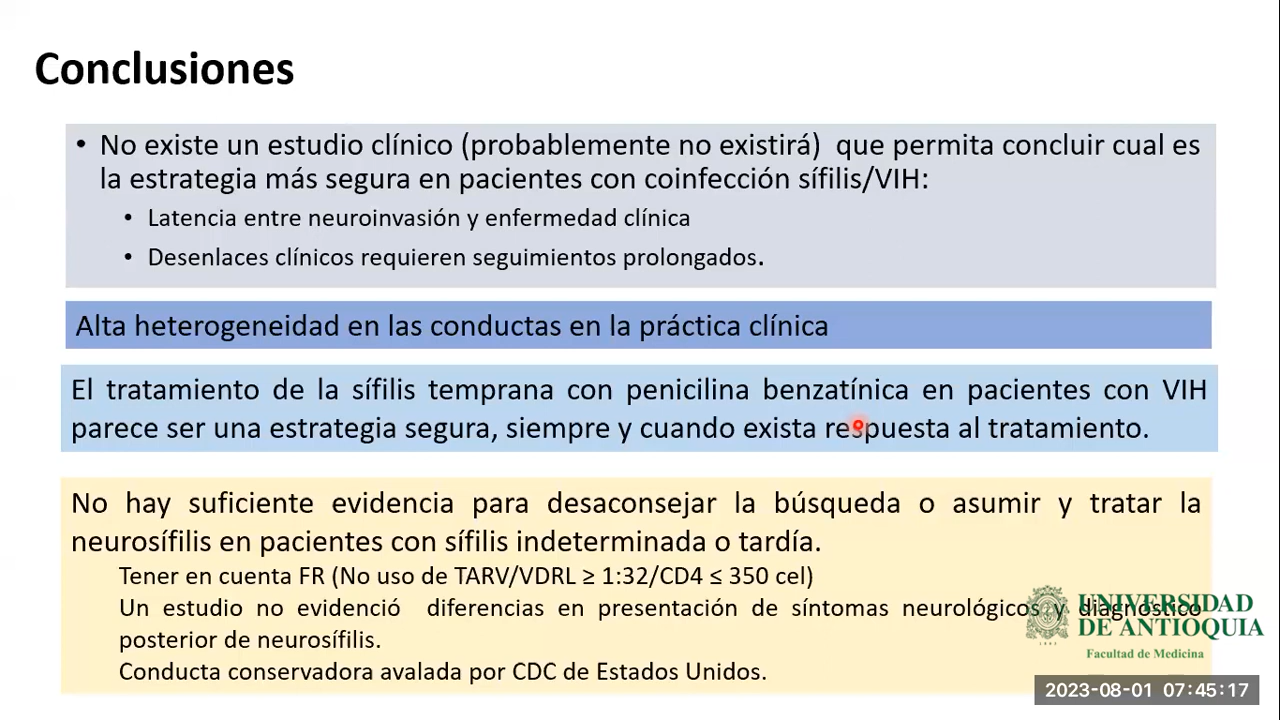 Conclusiones
• No existe un estudio clínico (probablemente no existirá) que permita concluir cual es
la estrategia más segura en pacientes con coinfección sífilis/VIH:
• Latencia entre neuroinvasión y enfermedad clínica
• Desenlaces clínicos requieren seguimientos prolongados.
Alta heterogeneidad en las conductas en la práctica clínica
El tratamiento de la sífilis temprana con penicilina benzatínica en pacientes con VIH
parece ser una estrategia segura, siempre y cuando exista respuesta al tratamiento.
No hay suficiente evidencia para desaconsejar la búsqueda o asumir y tratar la
neurosífilis en pacientes con sífilis indeterminada o tardía.
Tener en cuenta FR (No uso de TARV/VDRL ≥ 1:32/CD4 ≤ 350 cel)
Un estudio no evidenció diferencias en presentación de síntomas neurológicos y diagnóstico
posterior de neurosífilis.
Conducta conservadora avalada por CDC de Estados Unidos.
UNIVERSIDAD
DE ANTIOQUIA
Facultad de Medicina
2023-08-01 07:45:17